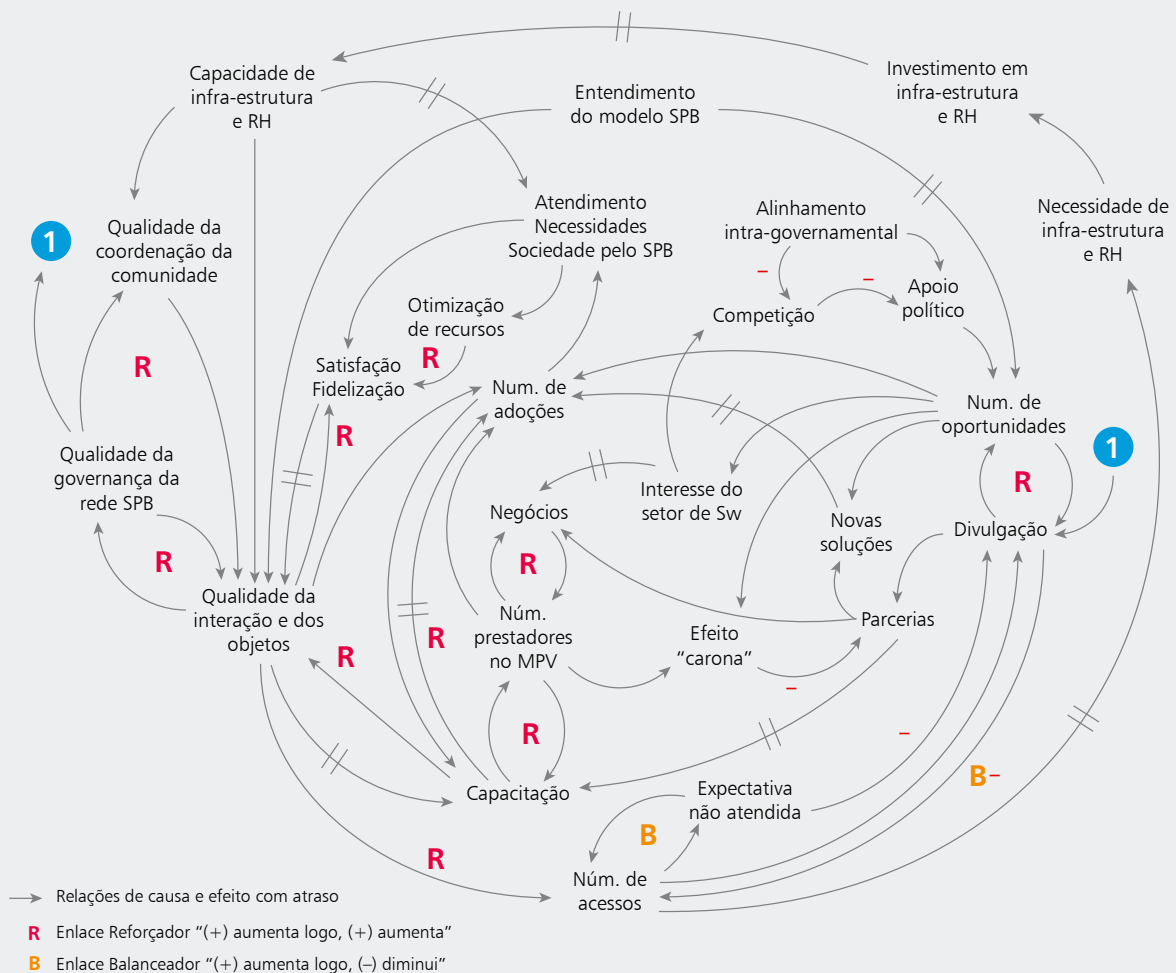 Capacidade de
infra-estrutura
e RH
Entendimento
do modelo SPB
Investimento em
infra-estrutura
e RH
1
Qualidade da
coordenação da
comunidade
Atendimento
Necessidades
Sociedade pelo SPB
Alinhamento
intra-governamental
Necessidade de
infra-estrutura
e RH
–
–
Otimização
de recursos
Competição
Apoio
político
R
R
Satisfação
Fidelização
Num. de
adoções
Num. de
oportunidades
R
1
Qualidade da
governança da
rede SPB
Interesse do
setor de Sw
R
Negócios
Novas
soluções
Divulgação
R
R
Qualidade da
interação e dos
objetos
Núm.
prestadores
no MPV
Efeito
“carona”
Parcerias
R
R
–
R
–
Capacitação
Expectativa
não atendida
B–
B
R
Núm. de
acessos
Relações de causa e efeito com atraso
R Enlace Reforçador “(+) aumenta logo, (+) aumenta”
B Enlace Balanceador “(+) aumenta logo, (–) diminui”